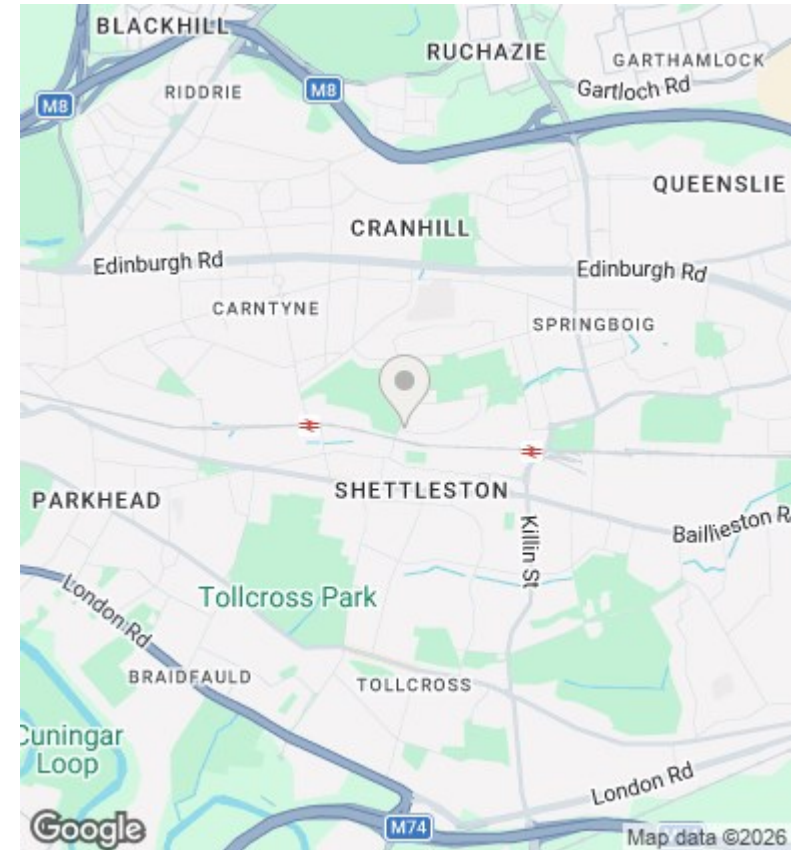 BLACKHILL
RUCHAZIE
GARTHAMLOCK
RIDDRIE
M8
M8
Gartloch Rd
QUEENSLIE
CRANHILL
Edinburgh Rd
Edinburgh Rd
CARNTYNE
SPRINGBOIG
PARKHEAD
SHETTLESTON
Killin St
Baillieston R
Tollcross Park
London Rd
BRAIDFAULD
TOLLCROSS
Cuningar
Loop
London Rd
M74
Google
Map data ©2026